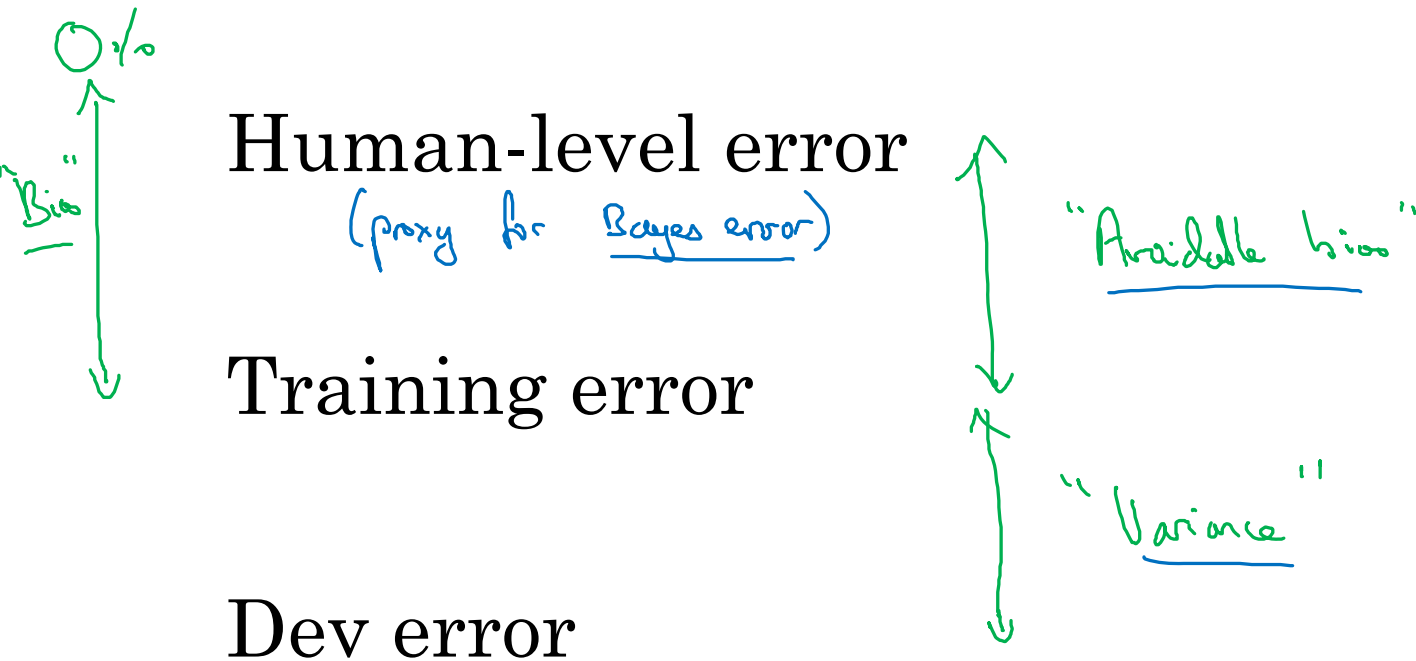 0%
Human-level error
"Bias"
(proxy for Bayes error)
"Avoidable bias"
Training error
"Variance"
Dev error